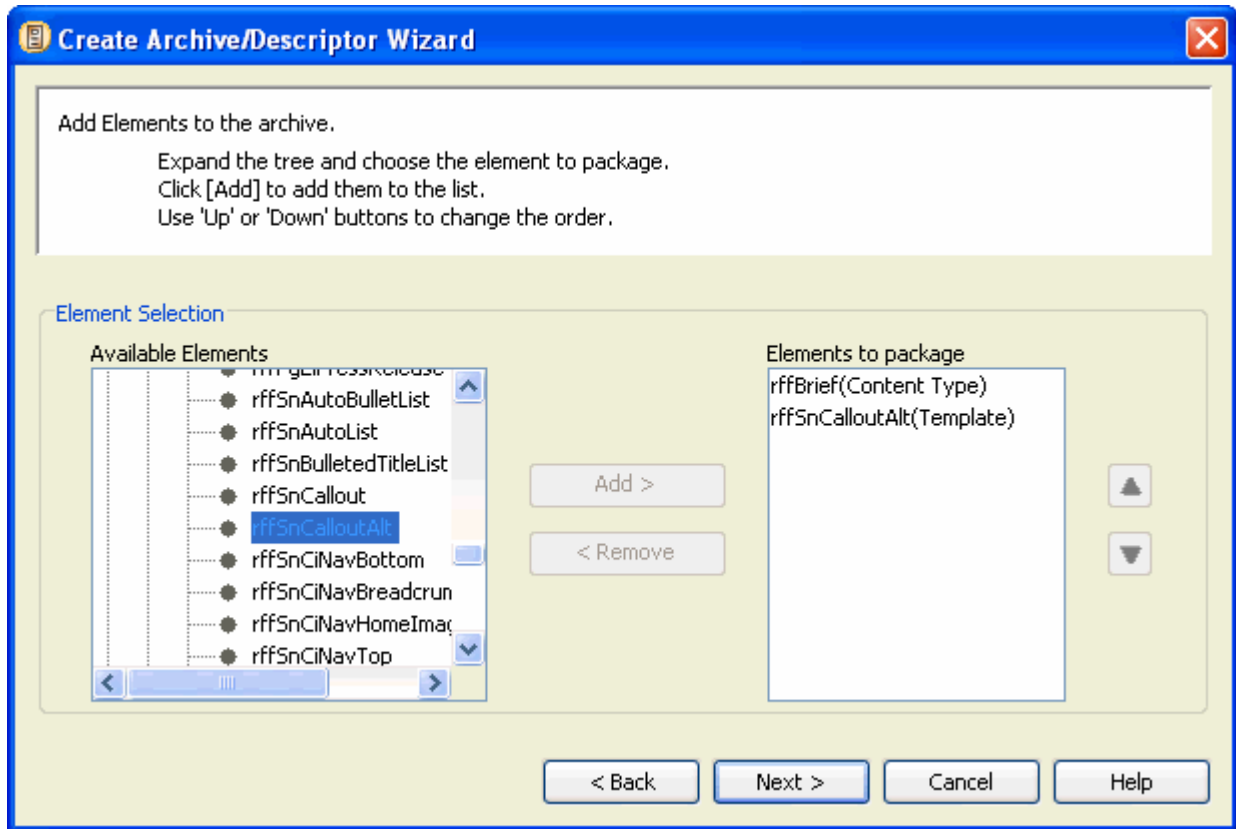 Create Archive/Descriptor Wizard
Add Elements to the archive.
Expand the tree and choose the element to package.
Click [Add] to add them to the list.
Use 'Up' or 'Down' buttons to change the order.
Element Selection
Available Elements
rffSnAutoBulletList
rffSnAutoList
rffSnBulletedTitleList
rffSnCallout
rffSnCalloutAlt
rffSnCiNavBottom
rffSnCiNavBreadcrum
rffSnCiNavHomeImag
rffSnCiNavTop
Add >
< Remove
Elements to package
rffBrief(Content Type)
rffSnCalloutAlt(Template)
< Back
Next >
Cancel
Help